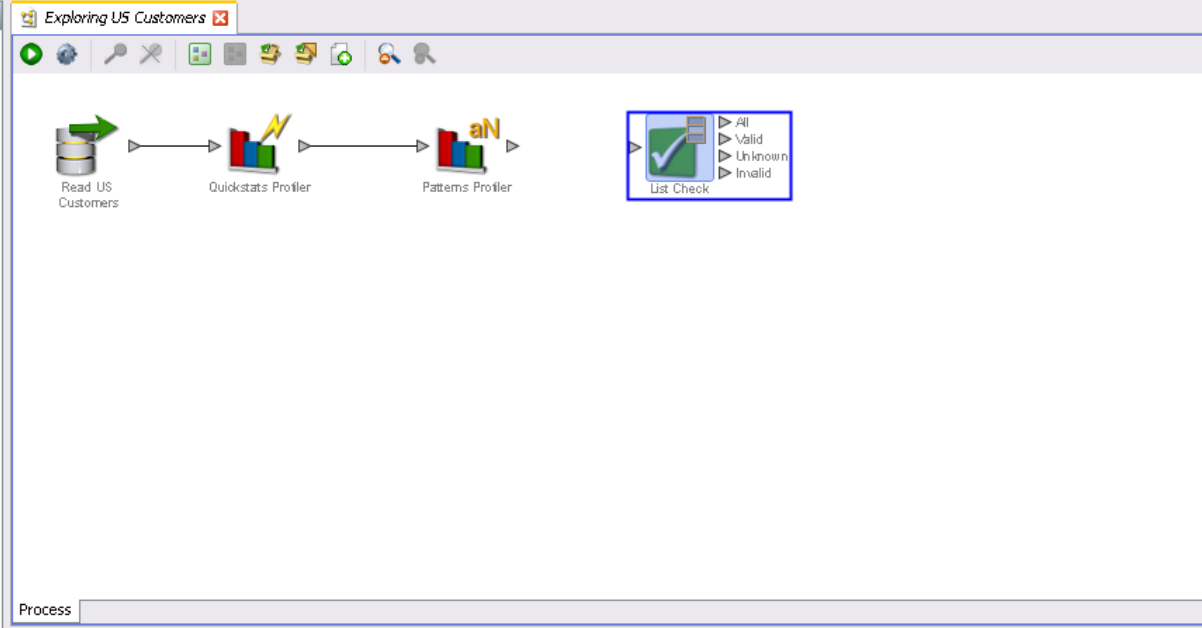 Exploring US Customers
aN
All
Valid
Unknown
Invalid
Read US
Customers
Quickstats Profiler
Patterns Profiler
List Check
Process